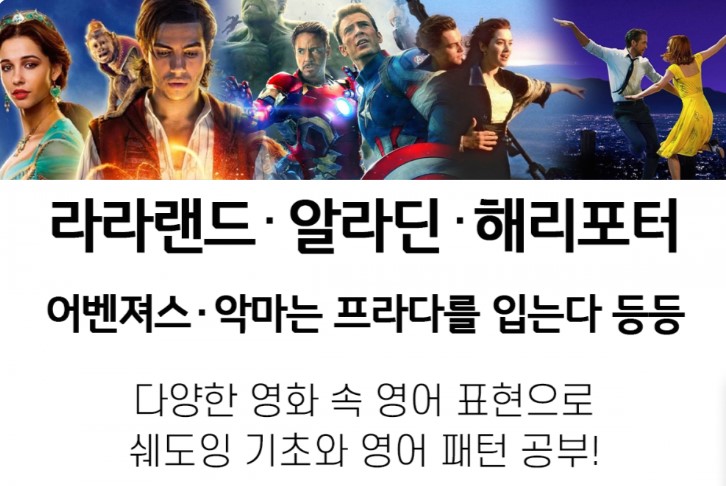 라라랜드·알라딘·해리포터
어벤져스·악마는 프라다를 입는다 등등
다양한 영화 속 영어 표현으로
쉐도잉 기초와 영어 패턴 공부!